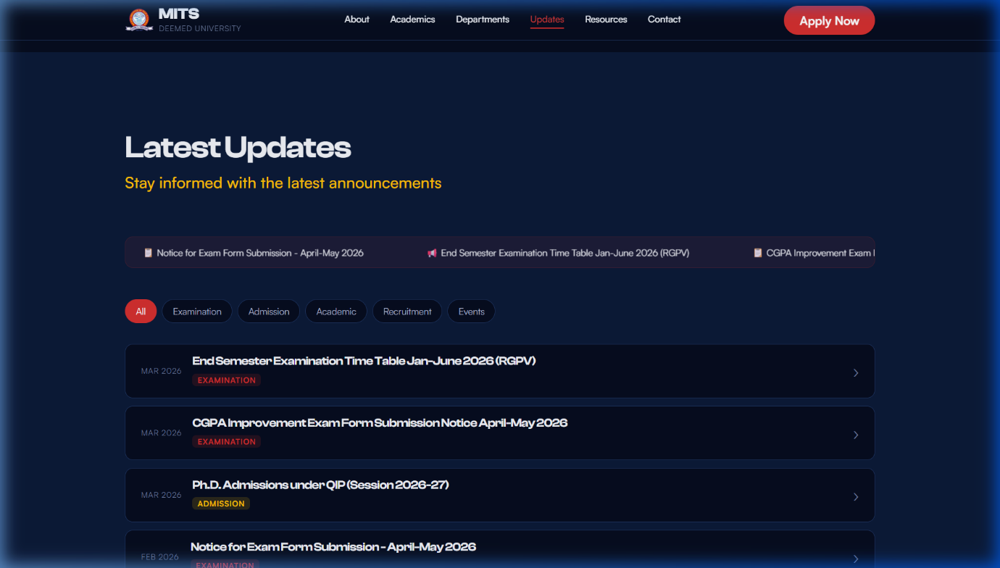 MITS
DEEMED UNIVERSITY
About
Academics
Departments
Updates
Resources
Contact
Apply Now
Latest Updates
Stay informed with the latest announcements
Notice for Exam Form Submission - April-May 2026
End Semester Examination Time Table Jan-June 2026 (RGPV)
CGPA Improvement Exam
All
Examination
Admission
Academic
Recruitment
Events
MAR 2026
End Semester Examination Time Table Jan-June 2026 (RGPV)
EXAMINATION
MAR 2026
CGPA Improvement Exam Form Submission Notice April-May 2026
EXAMINATION
MAR 2026
Ph.D. Admissions under QIP (Session 2026-27)
ADMISSION
FEB 2026
Notice for Exam Form Submission - April-May 2026
EXAMINATION